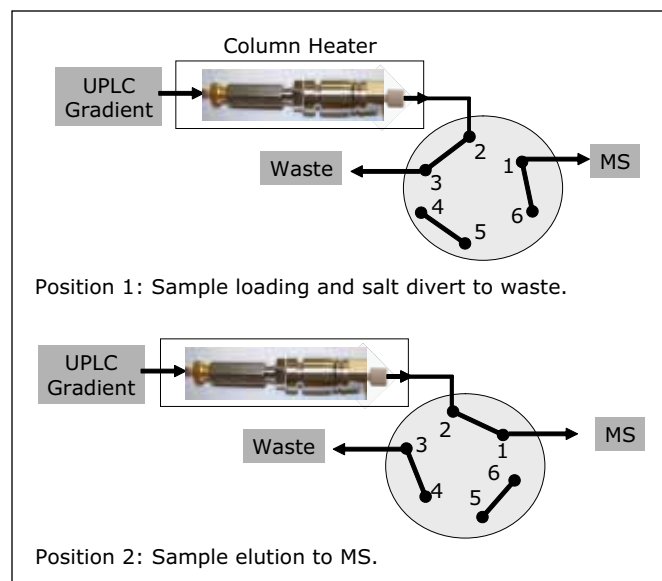 Column Heater
UPLC
Gradient
2
Waste
3
1
MS
4
6
5
Position 1: Sample loading and salt divert to waste.
UPLC
Gradient
2
1
MS
Waste
3
6
4
5
Position 2: Sample elution to MS.